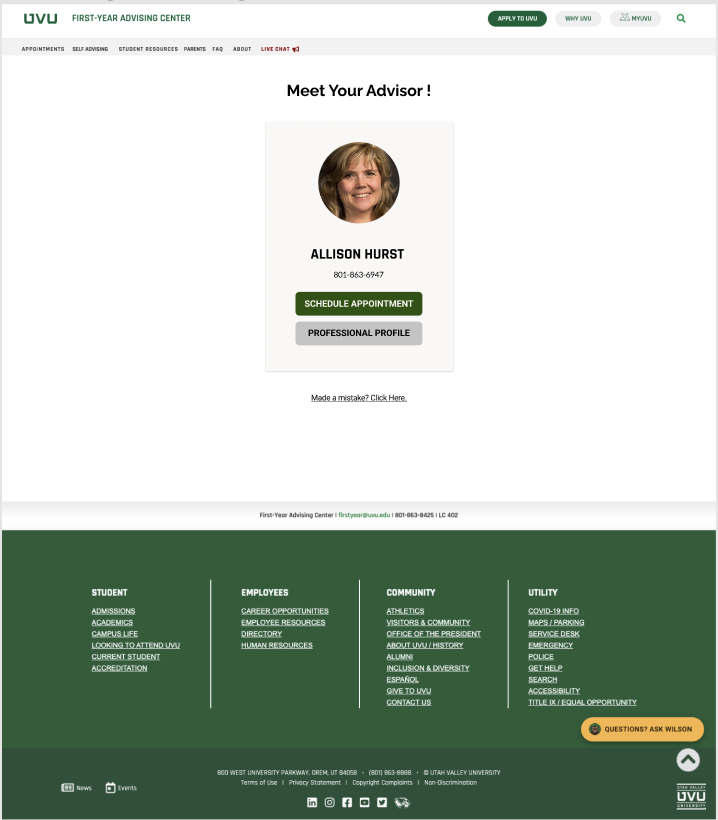 UVU FIRST-YEAR ADVISING CENTER APPLY TO UVU WHY UVU MYUVU
APPOINTMENTS SELF ADVISING STUDENT RESOURCES PARENTS FAQ ABOUT LIVE CHAT
Meet Your Advisor !
ALLISON HURST
801-863-6947
SCHEDULE APPOINTMENT
PROFESSIONAL PROFILE
Made a mistake? Click Here.
First-Year Advising Center | firstyear@uvu.edu | 801-863-8425 | LC 402
STUDENT
ADMISSIONS
ACADEMICS
CAMPUS LIFE
LOOKING TO ATTEND UVU
CURRENT STUDENT
ACCREDITATION
EMPLOYEES
CAREER OPPORTUNITIES
EMPLOYEE RESOURCES
DIRECTORY
HUMAN RESOURCES
COMMUNITY
ATHLETICS
VISITORS & COMMUNITY
OFFICE OF THE PRESIDENT
ABOUT UVU / HISTORY
ALUMNI
INCLUSION & DIVERSITY
ESPAÑOL
GIVE TO UVU
CONTACT US
UTILITY
COVID-19 INFO
MAPS / PARKING
SERVICE DESK
EMERGENCY
POLICE
GET HELP
SEARCH
ACCESSIBILITY
TITLE IX / EQUAL OPPORTUNITY
QUESTIONS? ASK WILSON
800 WEST UNIVERSITY PARKWAY, OREM, UT 84058 • (801) 863-8888 • © UTAH VALLEY UNIVERSITY
Terms of Use | Privacy Statement | Copyright Complaints | Non-Discrimination
News Events
UTAH VALLEY
UVU
UNIVERSITY